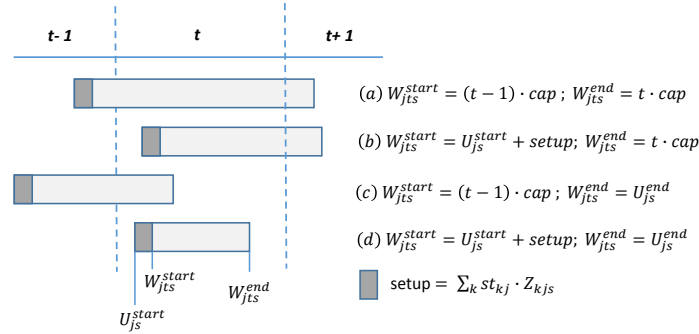 t- 1 t t+ 1
(a) W_{jts}^{start} = (t − 1) · cap ; W_{jts}^{end} = t · cap
(b) W_{jts}^{start} = U_{js}^{start} + setup; W_{jts}^{end} = t · cap
(c) W_{jts}^{start} = (t − 1) · cap ; W_{jts}^{end} = U_{js}^{end}
(d) W_{jts}^{start} = U_{js}^{start} + setup; W_{jts}^{end} = U_{js}^{end}
W_{jts}^{start} W_{jts}^{end}
U_{js}^{start}
setup = ∑_k st_{kj} · Z_{kjs}